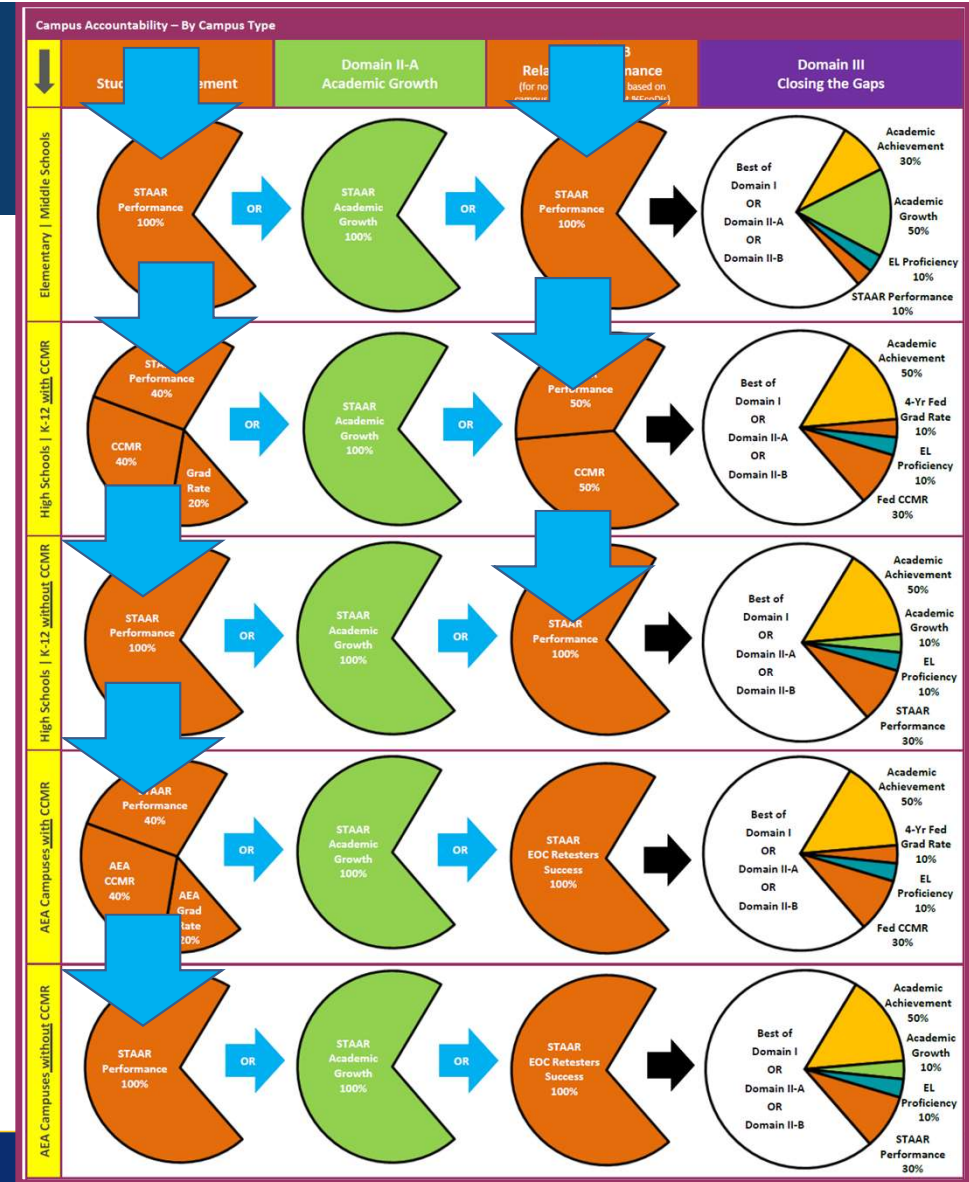 Campus Accountability – By Campus Type
Domain II-A
Academic Growth
(for no
based on
Domain III
Closing the Gaps
Elementary | Middle Schools
STAAR
Performance
100%
OR
STAAR
Academic
Growth
100%
OR
STAAR
Performance
100%
Best of
Domain I
OR
Domain II-A
OR
Domain II-B
Academic
Achievement
30%
Academic
Growth
50%
EL Proficiency
10%
STAAR Performance
10%
High Schools | K-12 with CCMR
Performance
40%
CCMR
40%
Grad
Rate
20%
OR
STAAR
Academic
Growth
100%
OR
Performance
50%
CCMR
50%
Best of
Domain I
OR
Domain II-A
OR
Domain II-B
Academic
Achievement
50%
4-Yr Fed
Grad Rate
10%
EL
Proficiency
10%
Fed CCMR
30%
High Schools | K-12 without CCMR
STAAR
Performance
100%
OR
STAAR
Academic
Growth
100%
OR
STAAR
Performance
100%
Best of
Domain I
OR
Domain II-A
OR
Domain II-B
Academic
Achievement
50%
Academic
Growth
10%
EL
Proficiency
10%
STAAR
Performance
30%
AEA Campuses with CCMR
STAAR
Performance
40%
AEA
CCMR
40%
AEA
Grad
Rate
20%
OR
STAAR
Academic
Growth
100%
OR
STAAR
EOC Retesters
Success
100%
Best of
Domain I
OR
Domain II-A
OR
Domain II-B
Academic
Achievement
50%
4-Yr Fed
Grad Rate
10%
EL
Proficiency
10%
Fed CCMR
30%
AEA Campuses without CCMR
STAAR
Performance
100%
OR
STAAR
Academic
Growth
100%
OR
STAAR
EOC Retesters
Success
100%
Best of
Domain I
OR
Domain II-A
OR
Domain II-B
Academic
Achievement
50%
Academic
Growth
10%
EL
Proficiency
10%
STAAR
Performance
30%